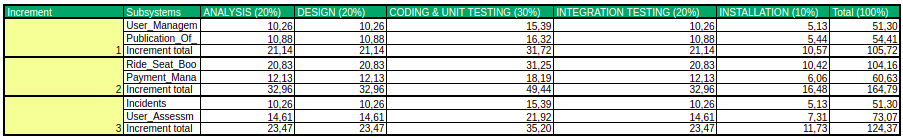 Increment Subsystems ANALYSIS (20%) DESIGN (20%) CODING & UNIT TESTING (30%) INTEGRATION TESTING (20%) INSTALLATION (10%) Total (100%)
User_Managem 10,26 10,26 15,39 10,26 5,13 51,30
Publication_Of_ 10,88 10,88 16,32 10,88 5,44 54,41
1 Increment total 21,14 21,14 31,72 21,14 10,57 105,72
Ride_Seat_Boo 20,83 20,83 31,25 20,83 10,42 104,16
Payment_Mana 12,13 12,13 18,19 12,13 6,06 60,63
2 Increment total 32,96 32,96 49,44 32,96 16,48 164,79
Incidents 10,26 10,26 15,39 10,26 5,13 51,30
User_Assessm 14,61 14,61 21,92 14,61 7,31 73,07
3 Increment total 23,47 23,47 35,20 23,47 11,73 124,37